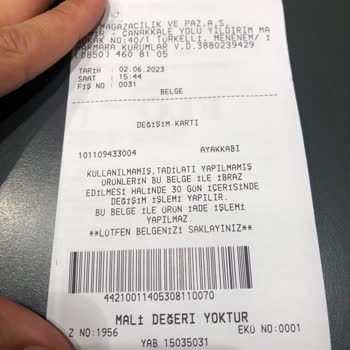 MAĞAZACILIK VE PAZ.A.Ş
- ÇANAKKALE YOLU YILDIRIM MA
NO:40/1 TÜRKELLİ, MENEMEN/ İ
MARMARA KURUMLAR V.D.3880239429
(0850) 460 81 05
TARİH : 02.06.2023
SAAT : 15:44
FİŞ NO : 0031
BELGE
DEĞİŞİM KARTI
101109433004 AYAKKABI
KULLANILMAMIŞ,TADİLATI YAPILMAMIŞ
ÜRÜNLERİN BU BELGE İLE İBRAZ
EDİLMESİ HALİNDE 30 GÜN İÇERİSİNDE
DEĞİŞİM İŞLEMİ YAPILIR.
BU BELGE İLE ÜRÜN İADE İŞLEMİ
YAPILMAZ.
**LÜTFEN BELGENİZİ SAKLAYINIZ**
44210011405308110070
MALİ DEĞERİ YOKTUR
Z NO:1956 EKÜ NO:0001
YAB 15035031